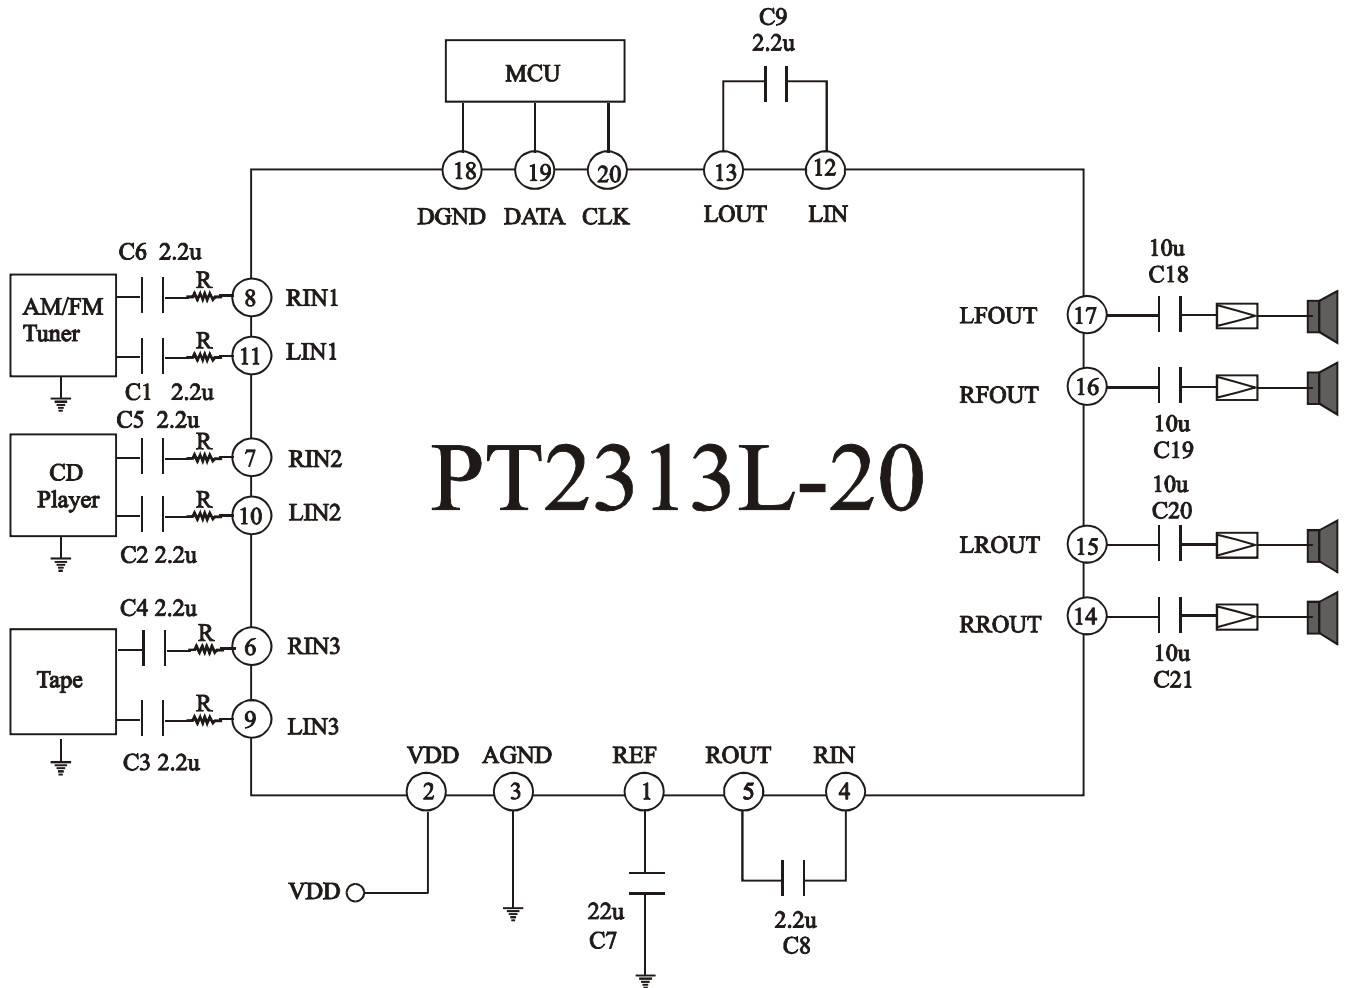 C9
2.2u
MCU
18
19
20
13
12
DGND
DATA
CLK
LOUT
LIN
C6 2.2u
R
AM/FM
Tuner
8
RIN1
R
11
LIN1
C1 2.2u
C5 2.2u
R
CD
Player
7
RIN2
R
10
LIN2
C2 2.2u
C4 2.2u
R
Tape
6
RIN3
R
9
LIN3
C3 2.2u
PT2313L-20
10u
C18
LFOUT
17
RFOUT
16
10u
C19
10u
C20
LROUT
15
RROUT
14
10u
C21
VDD
AGND
REF
ROUT
RIN
2
3
1
5
4
VDD
22u
C7
2.2u
C8